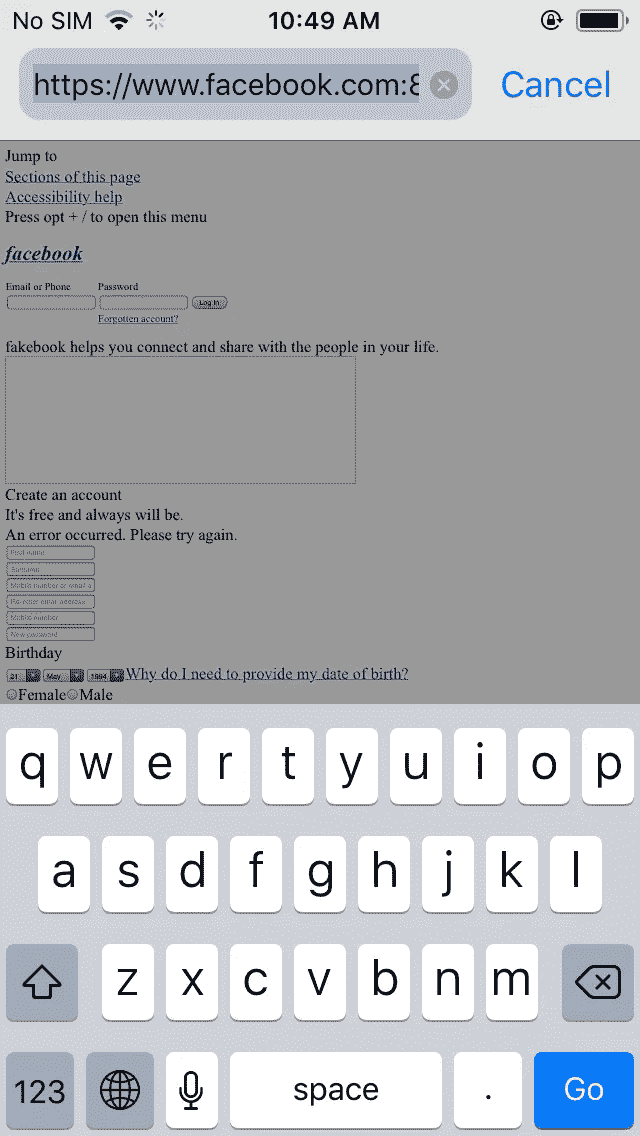 No SIM 10:49 AM
https://www.facebook.com:8 Cancel
Jump to
Sections of this page
Accessibility help
Press opt + / to open this menu
facebook
Email or Phone Password
Log In
Forgotten account?
fakebook helps you connect and share with the people in your life.
Create an account
It's free and always will be.
An error occurred. Please try again.
First name
Surname
Mobile number or email a
Re-enter email address
Mobile number
New password
Birthday
21 May 1994 Why do I need to provide my date of birth?
Female Male
q w e r t y u i o p
a s d f g h j k l
z x c v b n m
123 space . Go